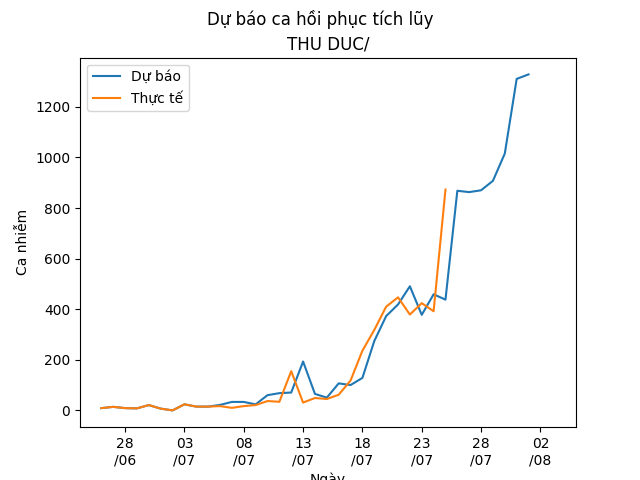 Dự báo ca hồi phục tích lũy
THU DUC/
Dự báo
Thực tế
Ca nhiễm
1200
1000
800
600
400
200
0
28 03 08 13 18 23 28 02
/06 /07 /07 /07 /07 /07 /07 /08
Ngày